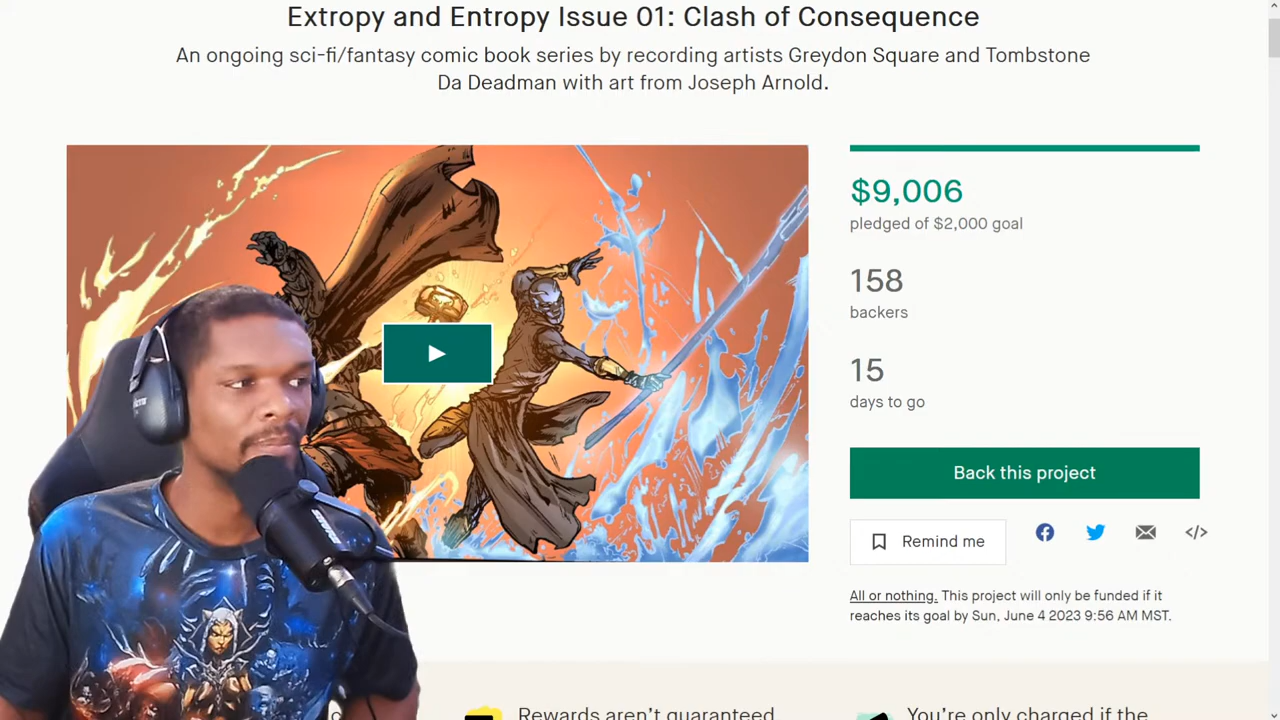 Extropy and Entropy Issue 01: Clash of Consequence
An ongoing sci-fi/fantasy comic book series by recording artists Greydon Square and Tombstone
Da Deadman with art from Joseph Arnold.
$9,006
pledged of $2,000 goal
158
backers
15
days to go
Back this project
Remind me
All or nothing. This project will only be funded if it
reaches its goal by Sun, June 4 2023 9:56 AM MST.
Rewards aren't guaranteed
You're only charged if the